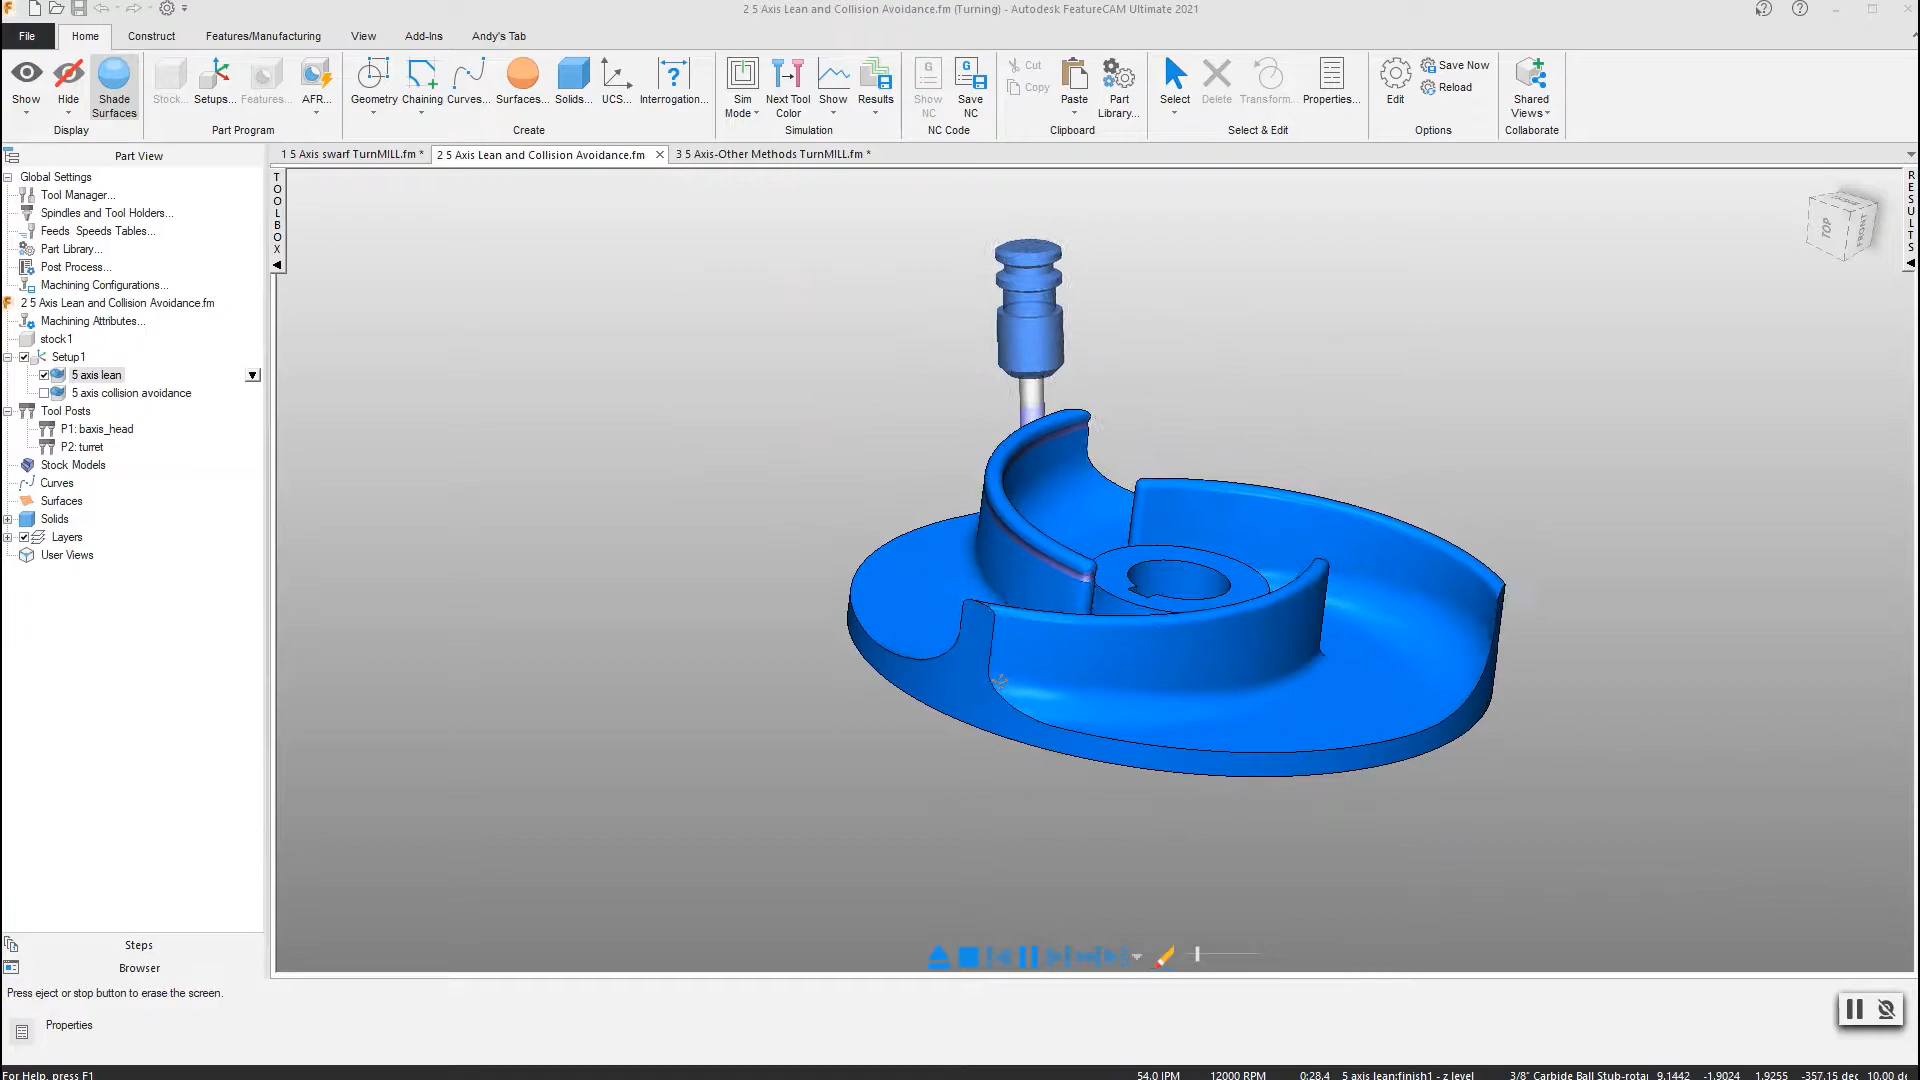 2 5 Axis Lean and Collision Avoidance.fm (Turning) - Autodesk FeatureCAM Ultimate 2021
File Home Construct Features/Manufacturing View Add-Ins Andy's Tab
Show Hide Shade Surfaces
Display
Stock... Setups... Features... AFR...
Part Program
Geometry Chaining Curves... Surfaces... Solids... UCS... Interrogation...
Create
Sim Mode Next Tool Color Show Results
Simulation
Show NC Save NC
NC Code
Cut
Copy
Paste Part Library...
Clipboard
Select Delete Transform... Properties...
Select & Edit
Edit Save Now
Reload
Options
Shared Views
Collaborate
Part View
1 5 Axis swarf TurnMILL.fm * 2 5 Axis Lean and Collision Avoidance.fm 3 5 Axis-Other Methods TurnMILL.fm *
Global Settings
Tool Manager...
Spindles and Tool Holders...
Feeds Speeds Tables...
Part Library...
Post Process...
Machining Configurations...
2 5 Axis Lean and Collision Avoidance.fm
Machining Attributes...
stock1
Setup1
5 axis lean
5 axis collision avoidance
Tool Posts
P1: baxis_head
P2: turret
Stock Models
Curves
Surfaces
Solids
Layers
User Views
TOOLBOX
TOP
FRONT
RESULTS
Steps
Browser
Press eject or stop button to erase the screen.
Properties
For Help, press F1
54.0 IPM 12000 RPM 0:28.4 5 axis lean:finish1 - z level 3/8" Carbide Ball Stub-rotar 9.1442 -1.9024 1.9255 -357.15 deg 10.00 de